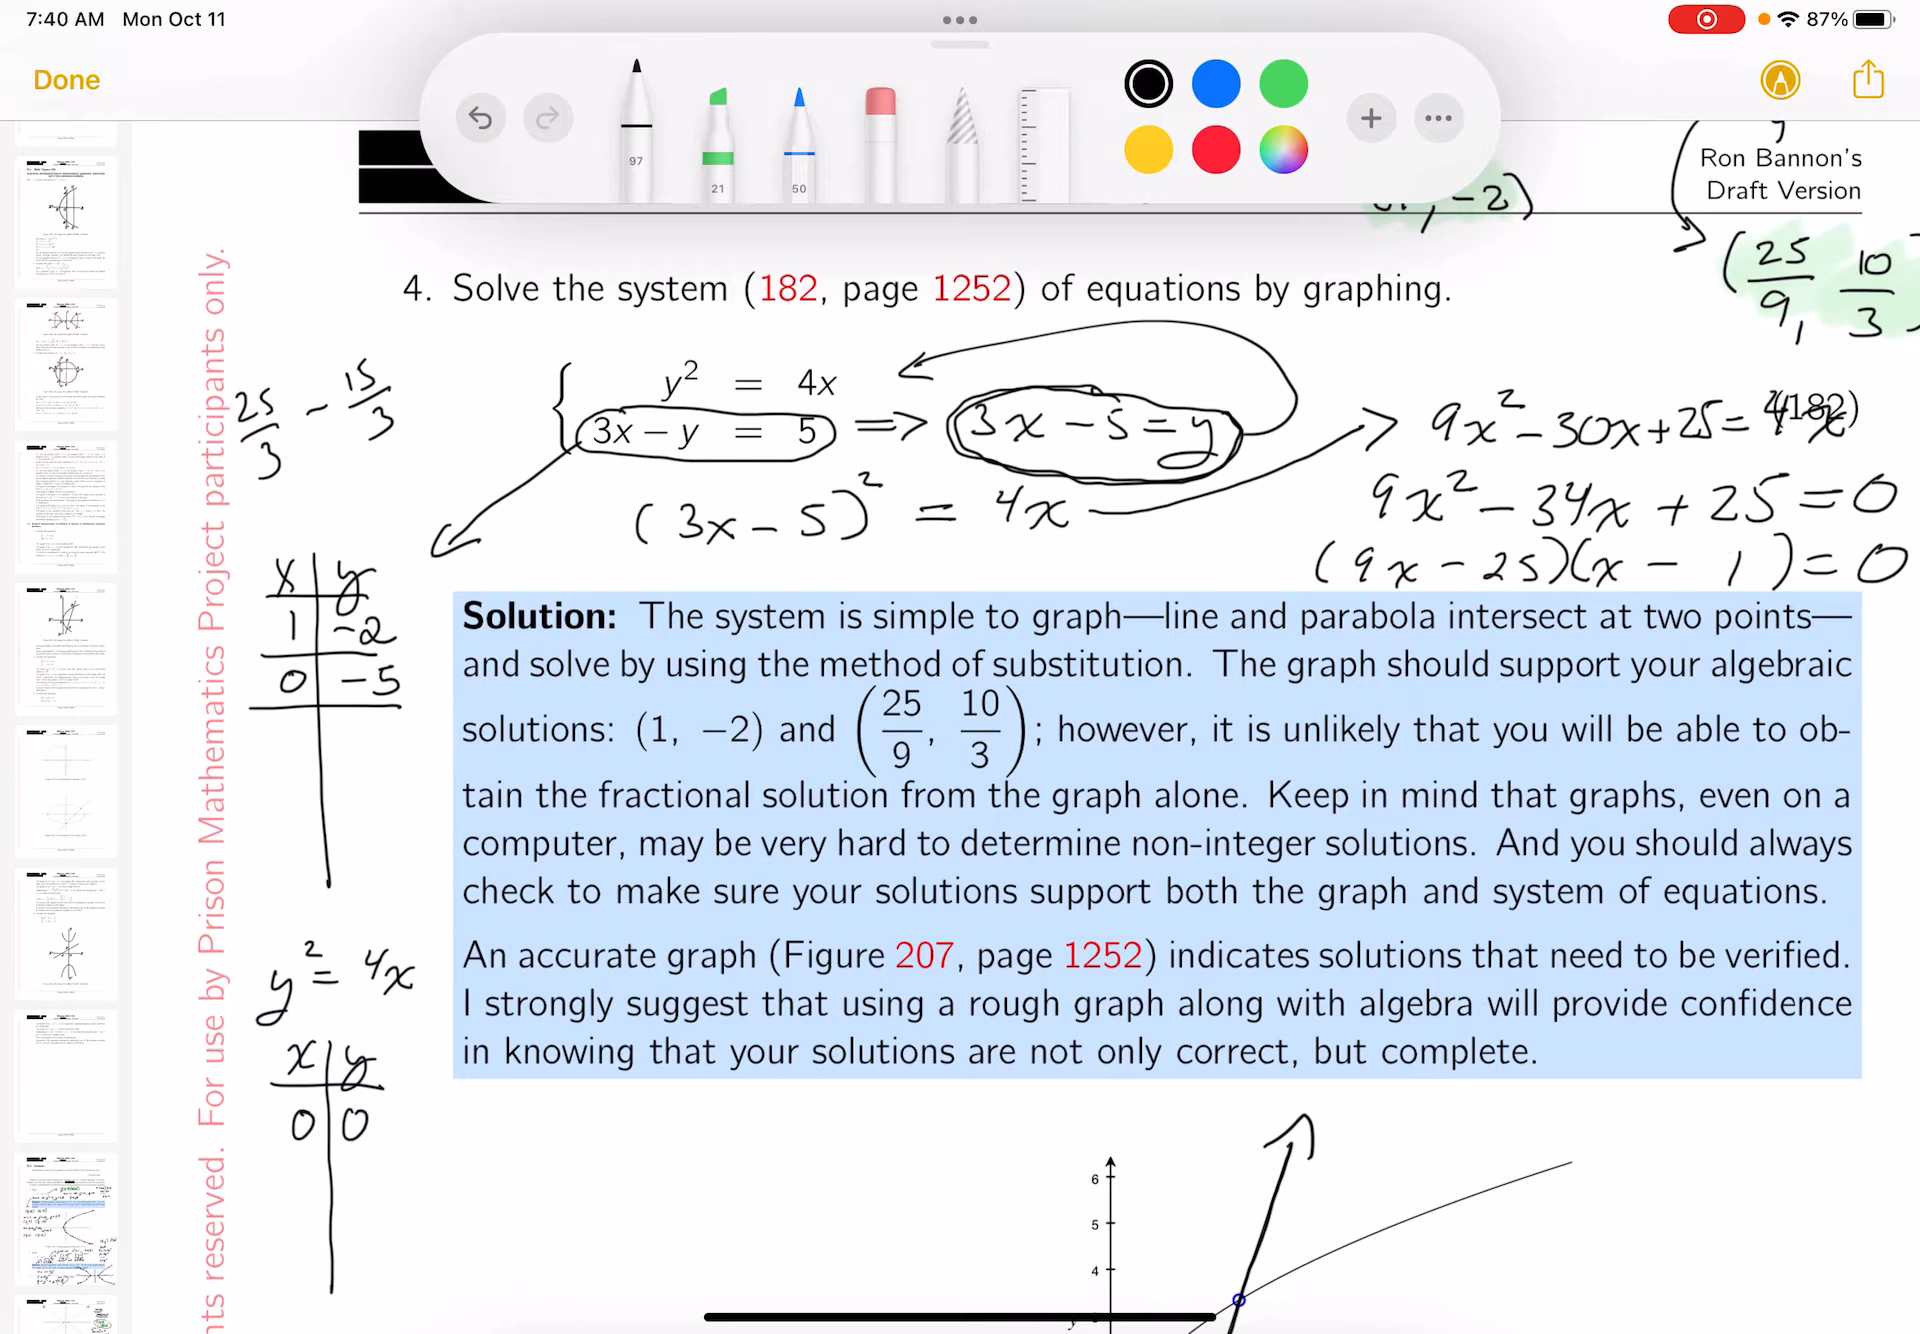 7:40 AM Mon Oct 11
87%
Done
97
21
50
Ron Bannon's
Draft Version
, -2)
(25/9, 10/3
4. Solve the system (182, page 1252) of equations by graphing.
25/3 - 15/3
y² = 4x
3x − y = 5 => 3x - 5 = y
(182)
9x² - 30x + 25 = 4x
(3x - 5)² = 4x
9x² - 34x + 25 = 0
(9x - 25)(x - 1) = 0
x y
1 -2
0 -5
Solution: The system is simple to graph—line and parabola intersect at two points—
and solve by using the method of substitution. The graph should support your algebraic
solutions: (1, −2) and (25/9, 10/3); however, it is unlikely that you will be able to ob-
tain the fractional solution from the graph alone. Keep in mind that graphs, even on a
computer, may be very hard to determine non-integer solutions. And you should always
check to make sure your solutions support both the graph and system of equations.
An accurate graph (Figure 207, page 1252) indicates solutions that need to be verified.
I strongly suggest that using a rough graph along with algebra will provide confidence
in knowing that your solutions are not only correct, but complete.
y² = 4x
x y
0 0
6
5
4
nts reserved. For use by Prison Mathematics Project participants only.